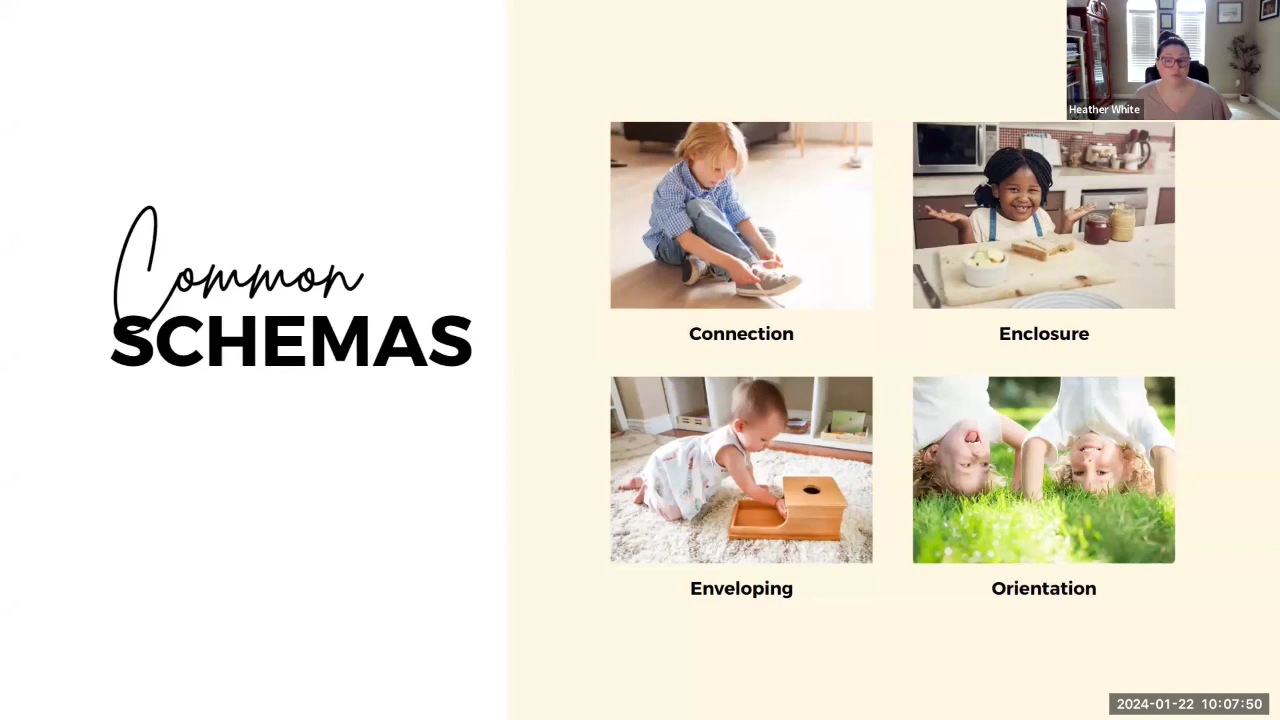 Heather White
Common
SCHEMAS
Connection
Enclosure
Enveloping
Orientation
2024-01-22 10:07:50